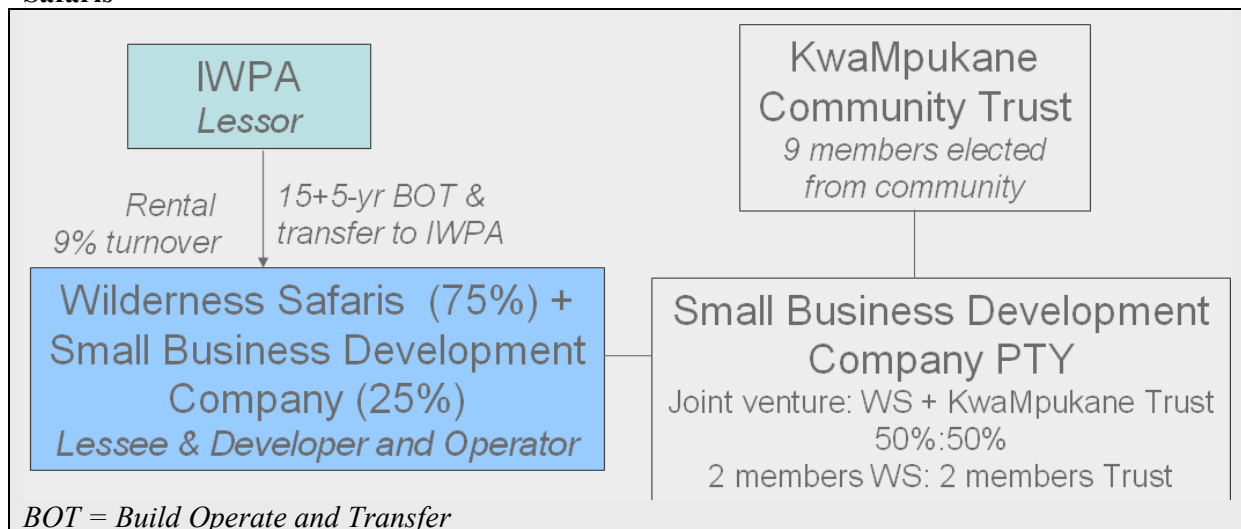 Safaris
IWPA
Lessor
KwaMpukane
Community Trust
9 members elected
from community
Rental
9% turnover
15+5-yr BOT &
transfer to IWPA
Wilderness Safaris (75%) +
Small Business Development
Company (25%)
Lessee & Developer and Operator
Small Business Development
Company PTY
Joint venture: WS + KwaMpukane Trust
50%:50%
2 members WS: 2 members Trust
BOT = Build Operate and Transfer